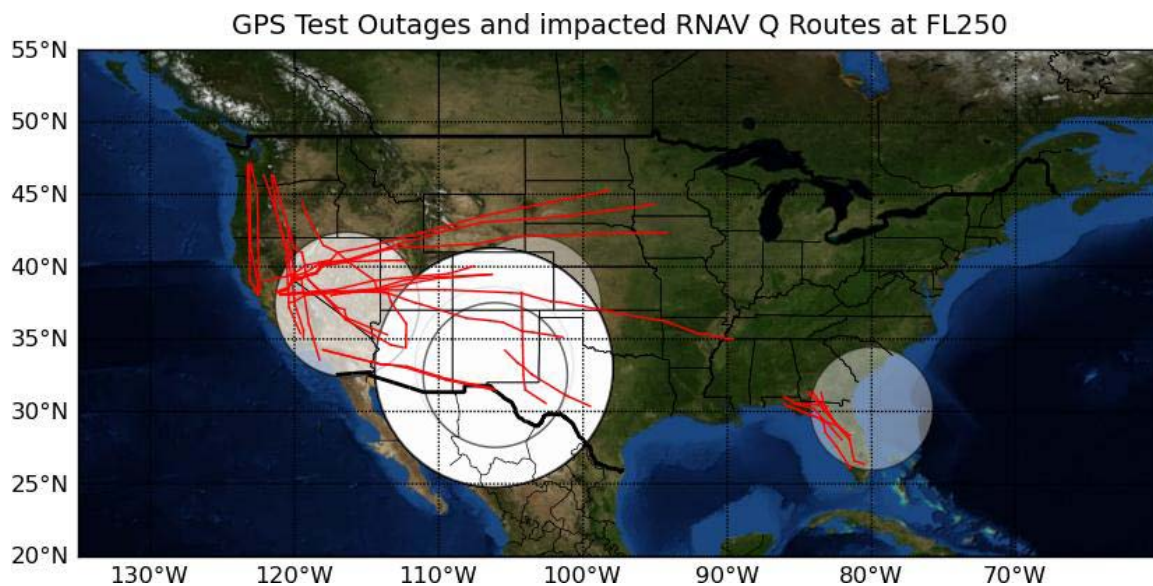 GPS Test Outages and impacted RNAV Q Routes at FL250
55°N
50°N
45°N
40°N
35°N
30°N
25°N
20°N
130°W 120°W 110°W 100°W 90°W 80°W 70°W